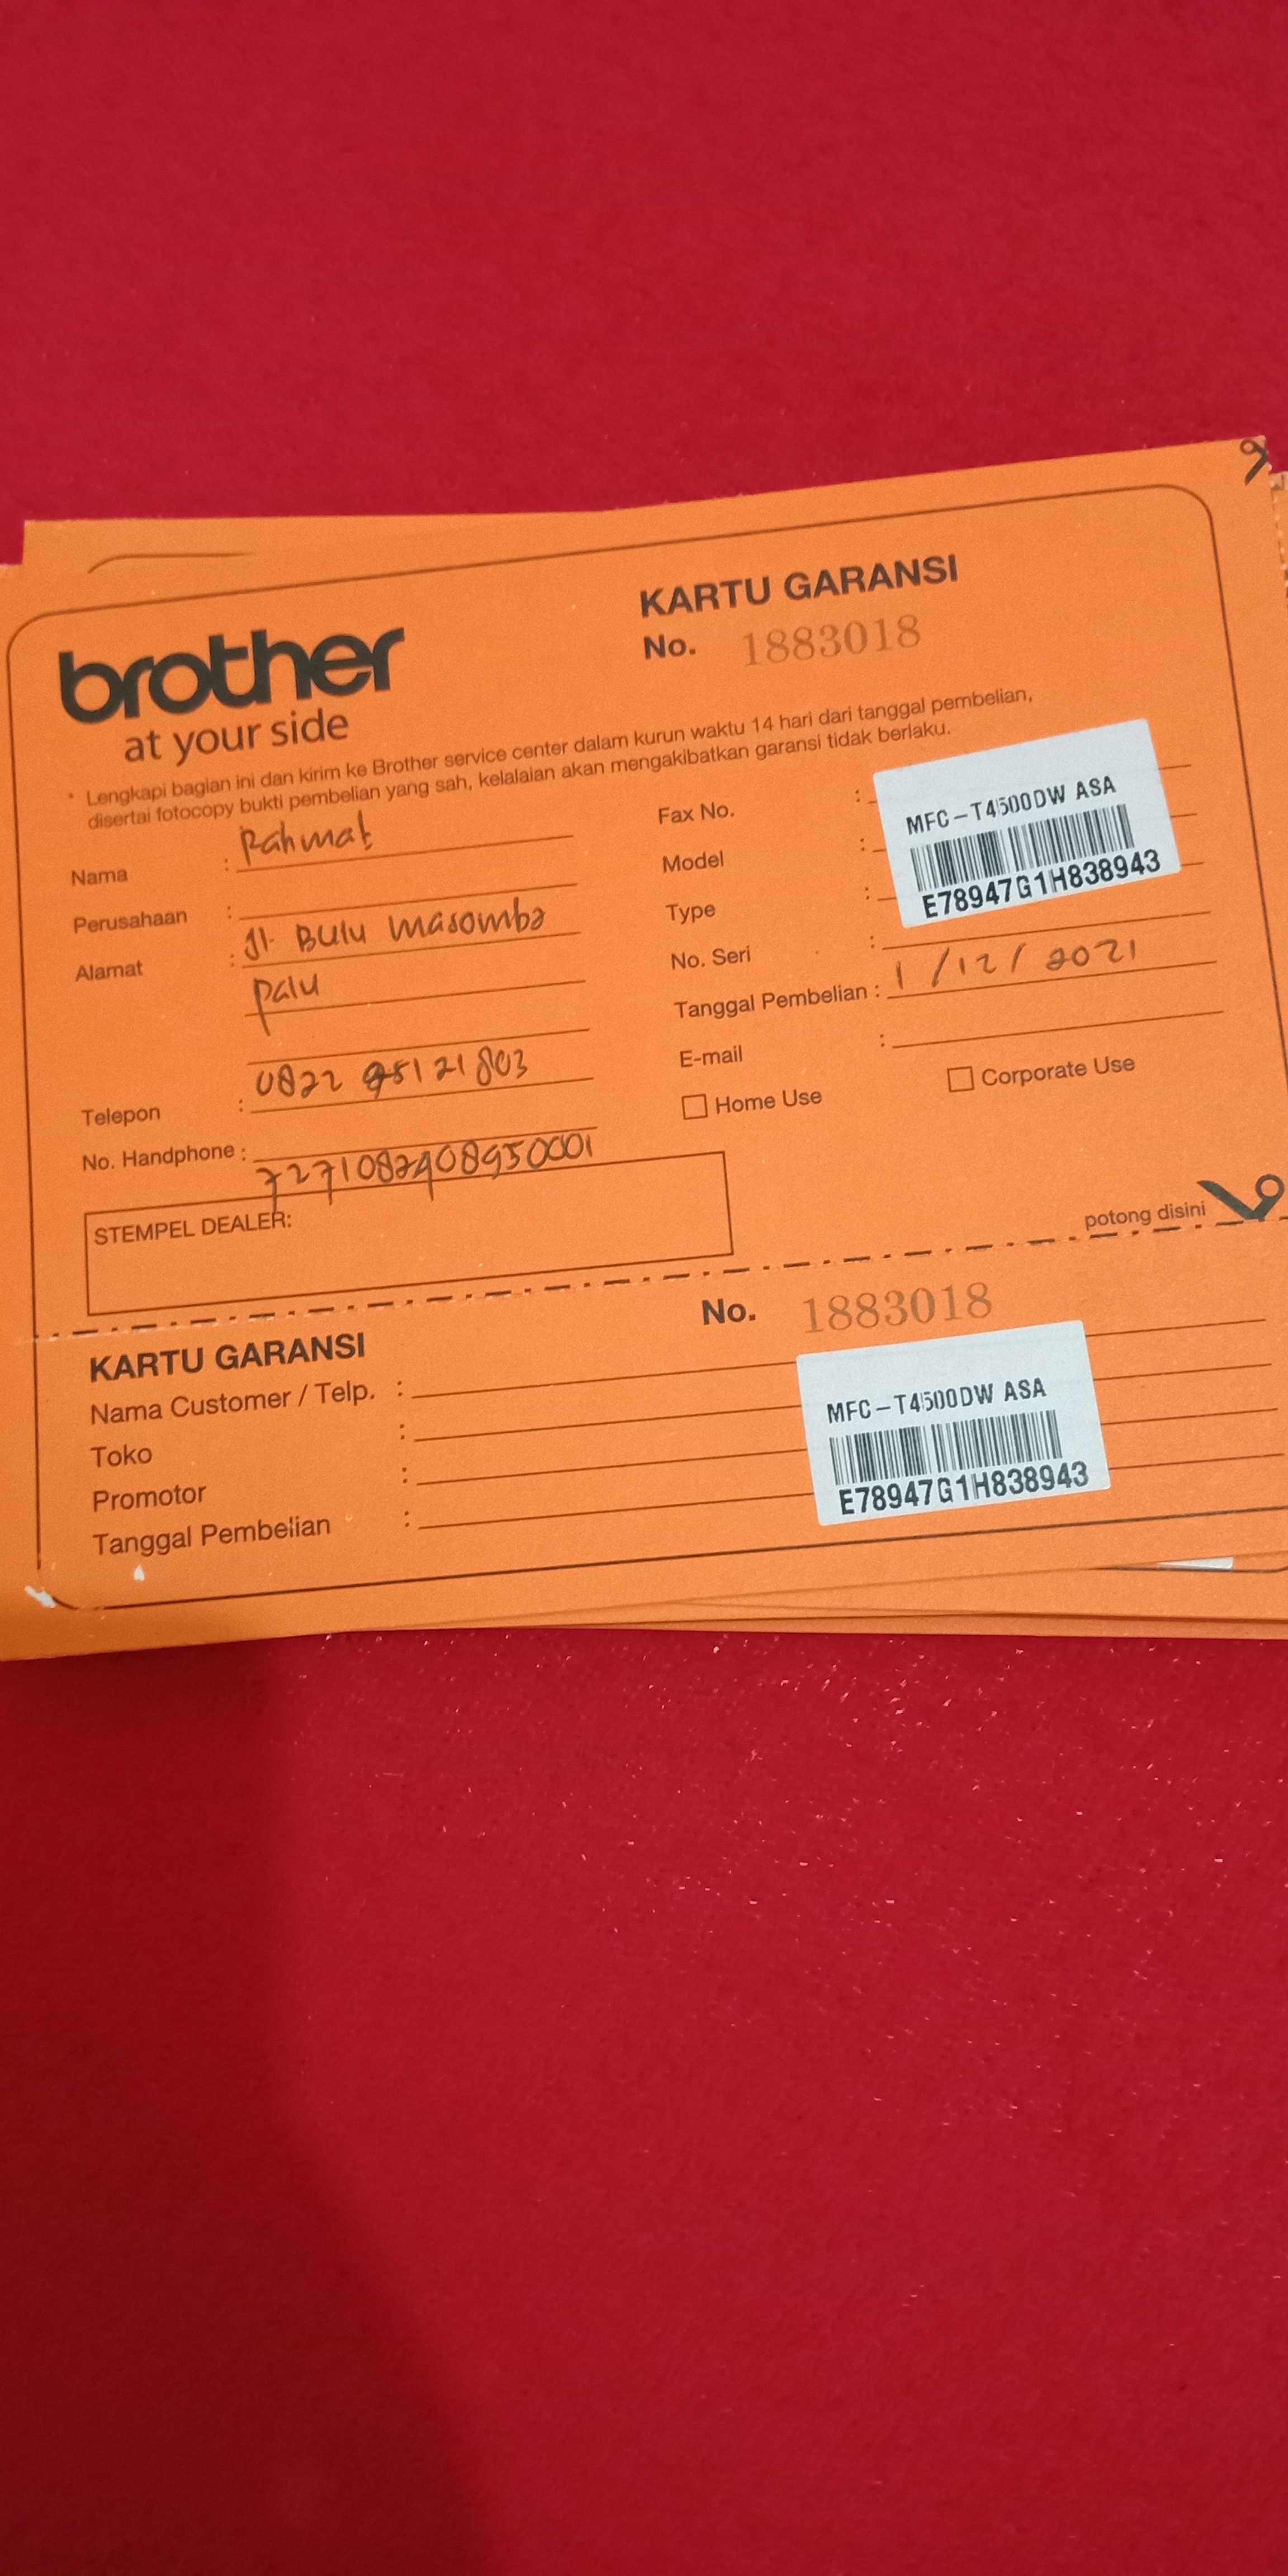 brother
at your side
KARTU GARANSI
No. 1883018
* Lengkapi bagian ini dan kirim ke Brother service center dalam kurun waktu 14 hari dari tanggal pembelian,
disertai fotocopy bukti pembelian yang sah, kelalaian akan mengakibatkan garansi tidak berlaku.
Nama : Rahmat
Perusahaan :
Alamat : Jl. Bulu masomba
palu
Telepon : 0822 95121803
No. Handphone : 7271082408950001
STEMPEL DEALER:
Fax No. :
Model :
Type :
No. Seri :
MFC-T4500DW ASA
E78947G1H838943
Tanggal Pembelian : 1/12/2021
E-mail :
Home Use
Corporate Use
potong disini
KARTU GARANSI
No. 1883018
Nama Customer / Telp. :
Toko :
Promotor :
Tanggal Pembelian :
MFC-T4500DW ASA
E78947G1H838943